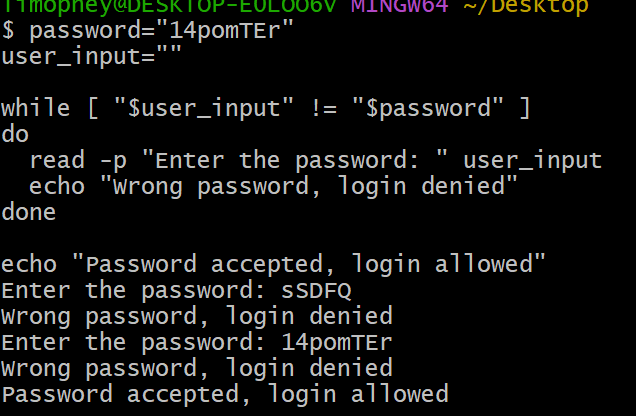 Timophey@DESKTOP-EULOO6V MINGW64 ~/Desktop
$ password="14pomTEr"
user_input=""

while [ "$user_input" != "$password" ]
do
  read -p "Enter the password: " user_input
  echo "Wrong password, login denied"
done

echo "Password accepted, login allowed"
Enter the password: sSDFQ
Wrong password, login denied
Enter the password: 14pomTEr
Wrong password, login denied
Password accepted, login allowed